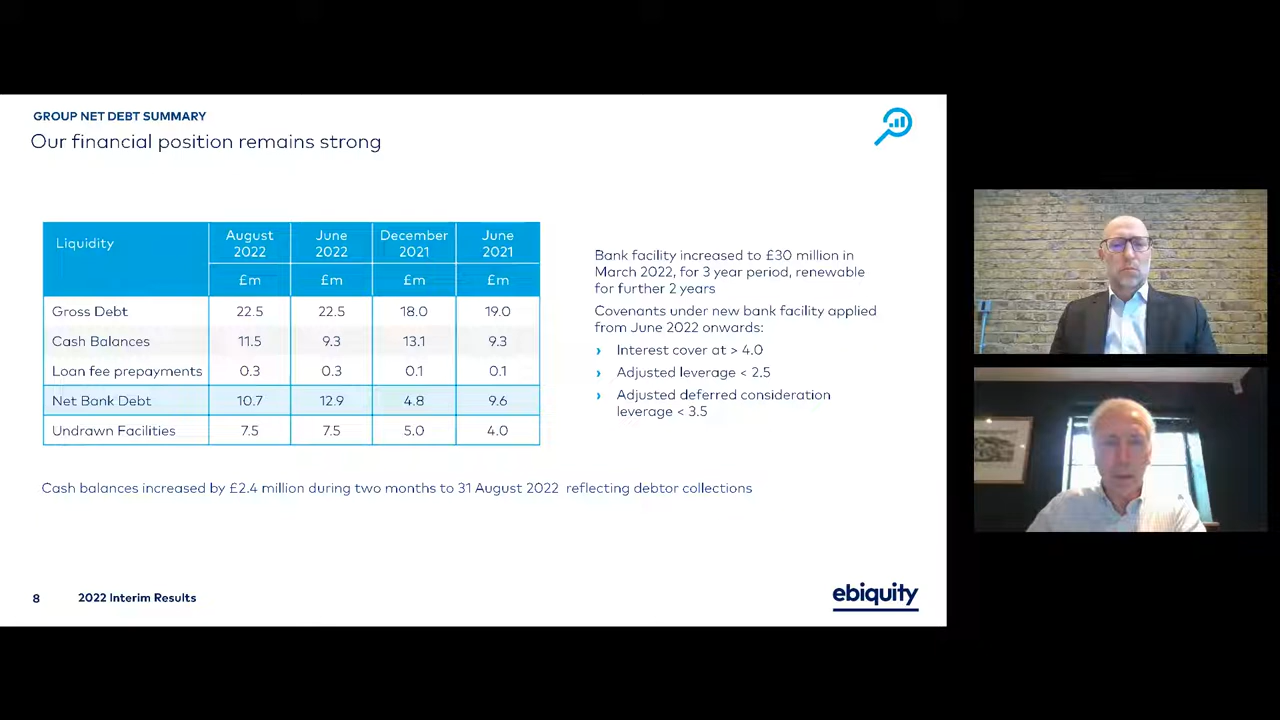 GROUP NET DEBT SUMMARY
Our financial position remains strong
Liquidity August 2022 June 2022 December 2021 June 2021
£m £m £m £m
Gross Debt 22.5 22.5 18.0 19.0
Cash Balances 11.5 9.3 13.1 9.3
Loan fee prepayments 0.3 0.3 0.1 0.1
Net Bank Debt 10.7 12.9 4.8 9.6
Undrawn Facilities 7.5 7.5 5.0 4.0
Bank facility increased to £30 million in
March 2022, for 3 year period, renewable
for further 2 years
Covenants under new bank facility applied
from June 2022 onwards:
› Interest cover at > 4.0
› Adjusted leverage < 2.5
› Adjusted deferred consideration
leverage < 3.5
Cash balances increased by £2.4 million during two months to 31 August 2022 reflecting debtor collections
8 2022 Interim Results
ebiquity